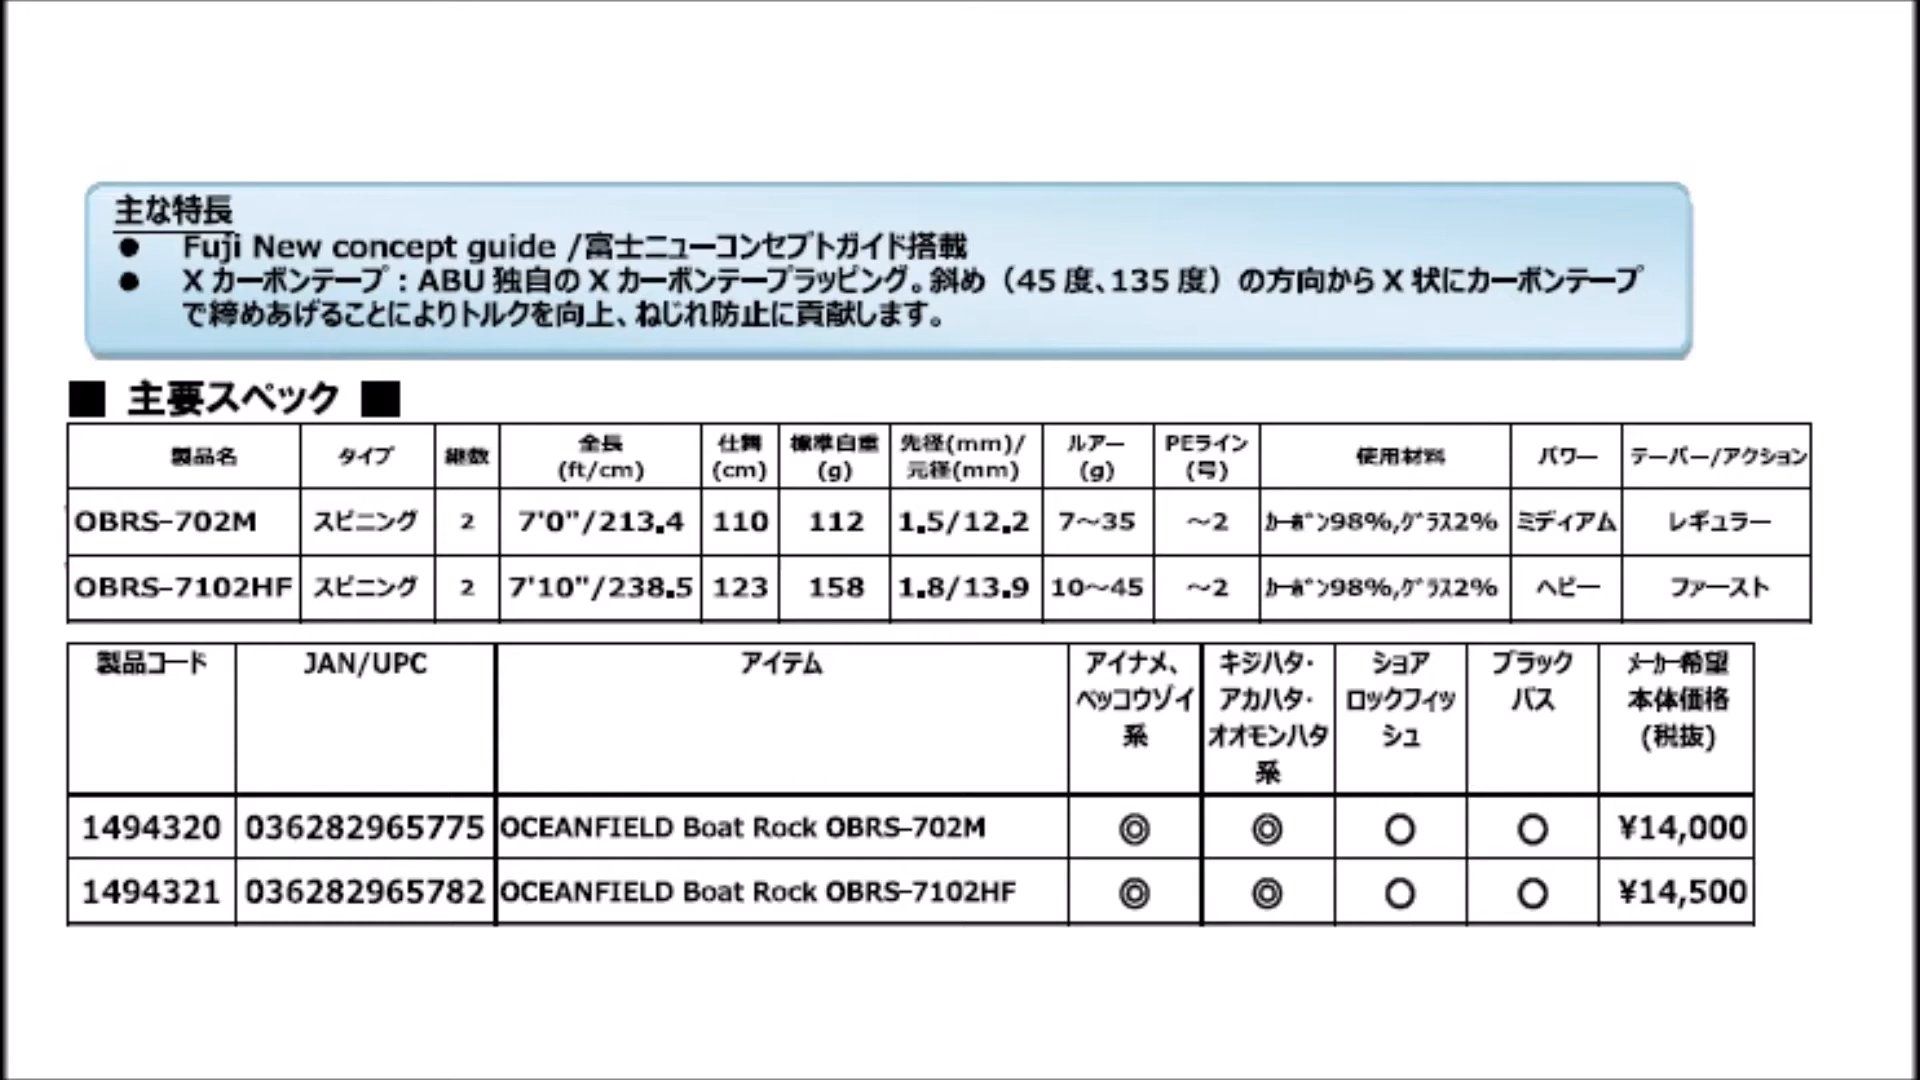 主な特長
● Fuji New concept guide /富士ニューコンセプトガイド搭載
● X カーボンテープ：ABU 独自の X カーボンテープラッピング。斜め（45 度、135 度）の方向から X 状にカーボンテープ
で締めあげることによりトルクを向上、ねじれ防止に貢献します。
■ 主要スペック ■
製品名 タイプ 継数 全長 (ft/cm) 仕舞 (cm) 標準自重 (g) 先径(mm)/ 元径(mm) ルアー (g) PEライン (号) 使用材料 パワー テーパー/アクション
OBRS-702M スピニング 2 7'0"/213.4 110 112 1.5/12.2 7～35 ～2 ｶｰﾎﾞﾝ98%,ｸﾞﾗｽ2% ミディアム レギュラー
OBRS-7102HF スピニング 2 7'10"/238.5 123 158 1.8/13.9 10～45 ～2 ｶｰﾎﾞﾝ98%,ｸﾞﾗｽ2% ヘビー ファースト
製品コード JAN/UPC アイテム アイナメ、ベッコウゾイ系 キジハタ・アカハタ・オオモンハタ系 ショアロックフィッシュ ブラックバス ﾒｰｶｰ希望本体価格(税抜)
1494320 036282965775 OCEANFIELD Boat Rock OBRS-702M ◎ ◎ ○ ○ ¥14,000
1494321 036282965782 OCEANFIELD Boat Rock OBRS-7102HF ◎ ◎ ○ ○ ¥14,500